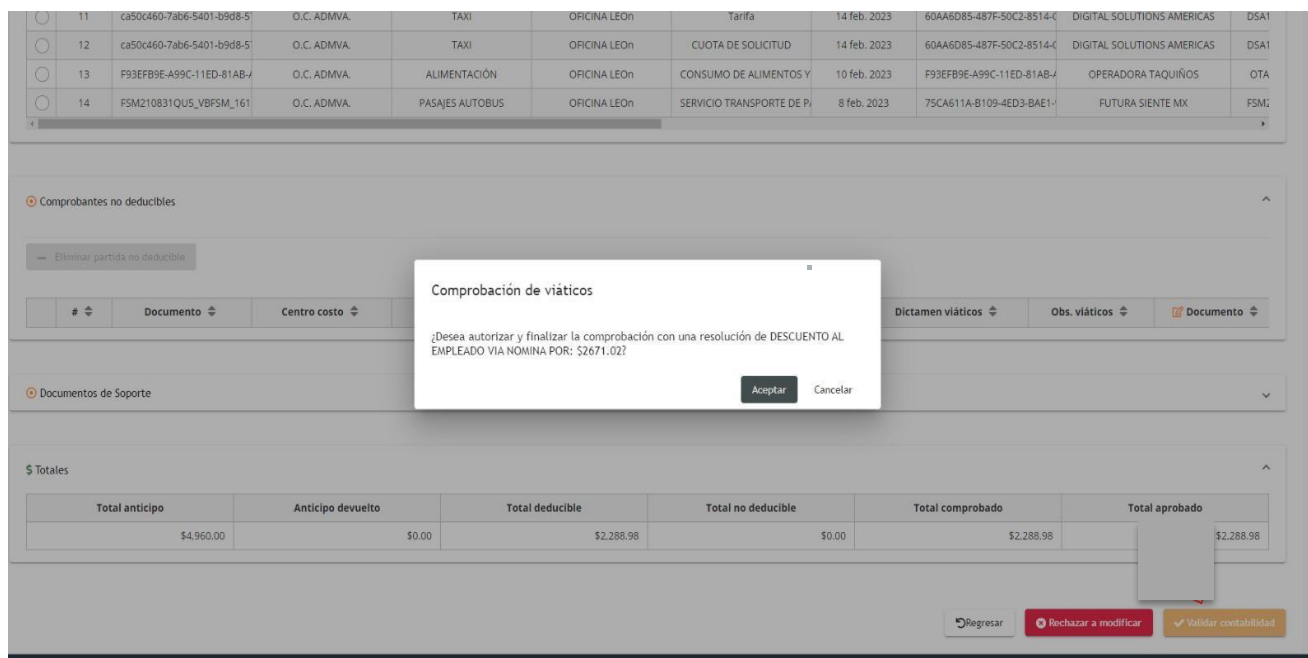 11 ca50c460-7ab6-5401-b9d8-5 O.C. ADMVA. TAXI OFICINA LEOn Tarifa 14 feb. 2023 60AA6D85-487F-50C2-8514- DIGITAL SOLUTIONS AMERICAS DSA1
12 ca50c460-7ab6-5401-b9d8-5 O.C. ADMVA. TAXI OFICINA LEOn CUOTA DE SOLICITUD 14 feb. 2023 60AA6D85-487F-50C2-8514- DIGITAL SOLUTIONS AMERICAS DSA1
13 F93EFB9E-A99C-11ED-81AB- O.C. ADMVA. ALIMENTACIÓN OFICINA LEOn CONSUMO DE ALIMENTOS Y 10 feb. 2023 F93EFB9E-A99C-11ED-81AB- OPERADORA TAQUIÑOS OTA
14 FSM210831QU5_VBFSM_161 O.C. ADMVA. PASAJES AUTOBUS OFICINA LEOn SERVICIO TRANSPORTE DE 8 feb. 2023 75CA611A-B109-4ED3-BAE1- FUTURA SIENTE MX FSM2
Comprobantes no deducibles
Eliminar partida no deducible
# Documento Centro costo Dictamen viáticos Obs. viáticos Documento
Comprobación de viáticos
¿Desea autorizar y finalizar la comprobación con una resolución de DESCUENTO AL
EMPLEADO VIA NOMINA POR: $2671.02?
Aceptar Cancelar
Documentos de Soporte
$ Totales
Total anticipo Anticipo devuelto Total deducible Total no deducible Total comprobado Total aprobado
$4,960.00 $0.00 $2,288.98 $0.00 $2,288.98 $2,288.98
Regresar Rechazar a modificar Validar contabilidad